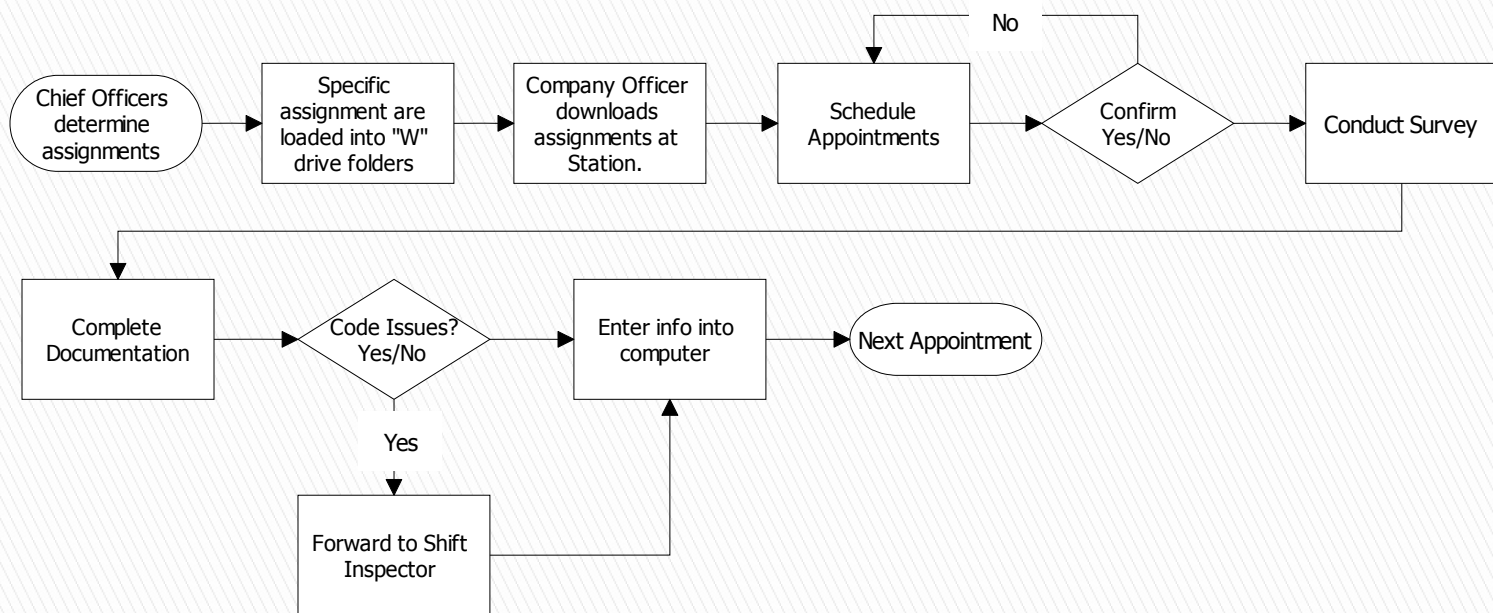 No
Chief Officers
determine
assignments
Specific
assignment are
loaded into "W"
drive folders
Company Officer
downloads
assignments at
Station.
Schedule
Appointments
Confirm
Yes/No
Conduct Survey
Complete
Documentation
Code Issues?
Yes/No
Enter info into
computer
Next Appointment
Yes
Forward to Shift
Inspector